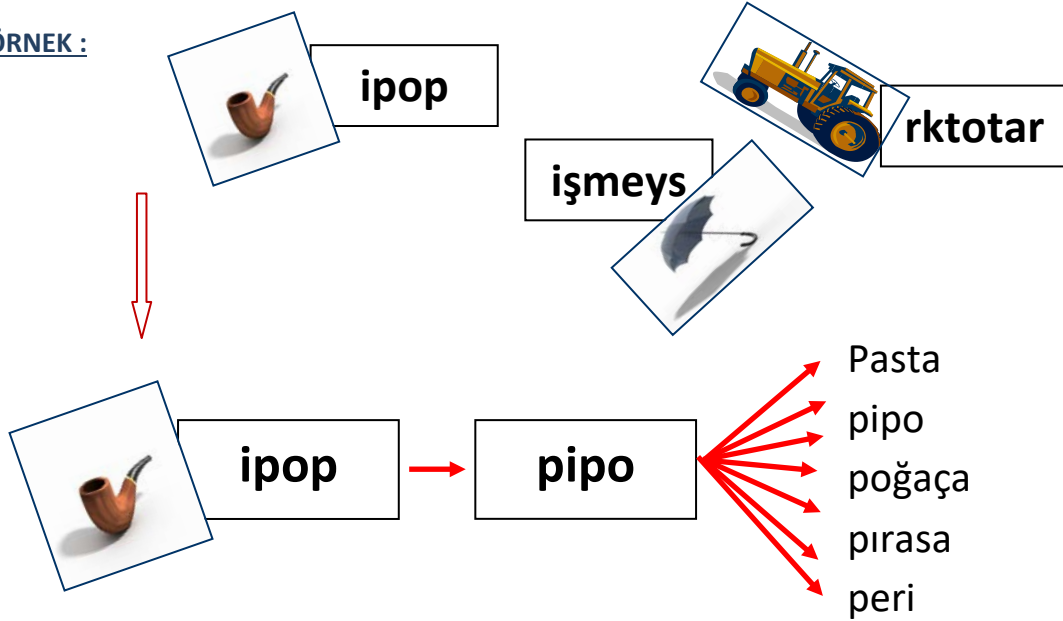 ÖRNEK :
ipop
rktotar
işmeys
ipop
pipo
Pasta
pipo
poğaça
pırasa
peri